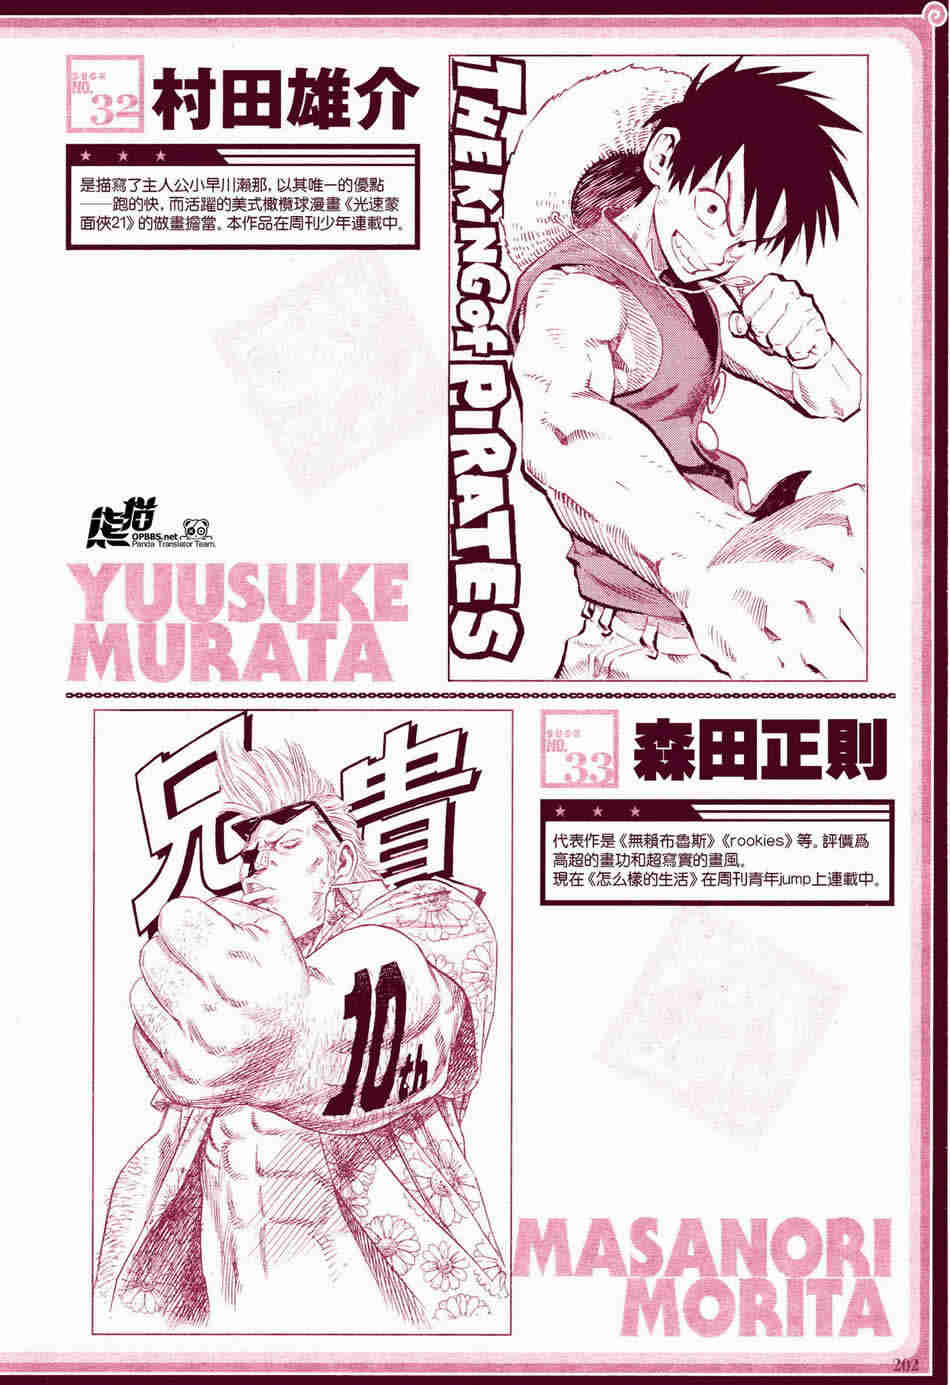 NO.
32
村田雄介
是描寫了主人公小早川瀨那，以其唯一的優點
──跑的快，而活躍的美式橄欖球漫畫《光速蒙
面俠21》的做畫擔當。本作品在周刊少年連載中。
THE KiNG of PiRATES
熊猫
OPBBS.net
Panda Translator Team.
YUUSUKE
MURATA
兄貴
10th
NO.
33
森田正則
代表作是《無賴布魯斯》《rookies》等。評價爲
高超的畫功和超寫實的畫風。
現在《怎么樣的生活》在周刊青年jump上連載中。
MASANORI
MORITA
202